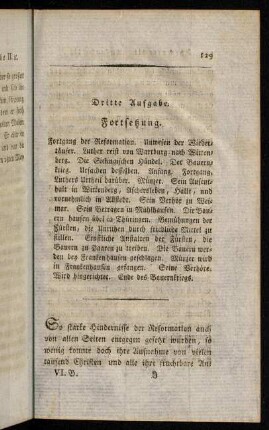 129
Dritte Ausgabe.
Fortsetzung.
Fortgang der Reformation. Unwesen der Wieder-
täufer. Luther reist von Wartburg nach Witten-
berg. Die Sickingischen Händel. Der Bauern-
krieg. Ursachen desselben. Anfang, Fortgang,
Luthers Urtheil darüber. Münzer. Sein Aufent-
halt in Wittenberg, Aschersleben, Halle, und
vornehmlich in Allstedt. Sein Verhör zu Wei-
mar. Sein Betragen in Mühlhausen. Die Bau-
ern hausen übel in Thüringen. Bemühungen der
Fürsten, die Unruhen durch friedliche Mittel zu
stillen. Ernstliche Anstalten der Fürsten, die
Bauern zu Paaren zu treiben. Die Bauern wer-
den bey Frankenhausen geschlagen. Münzer wird
in Frankenhausen gefangen. Seine Verhöre.
Wird hingerichtet. Ende des Bauernkriegs.
So starke Hindernisse der Reformation auch
von allen Seiten entgegen gesetzt wurden, so
wenig konnte doch ihre Aufnahme von vielen
tausend Christen und alle ihre fruchtbare Aus
VI. B.